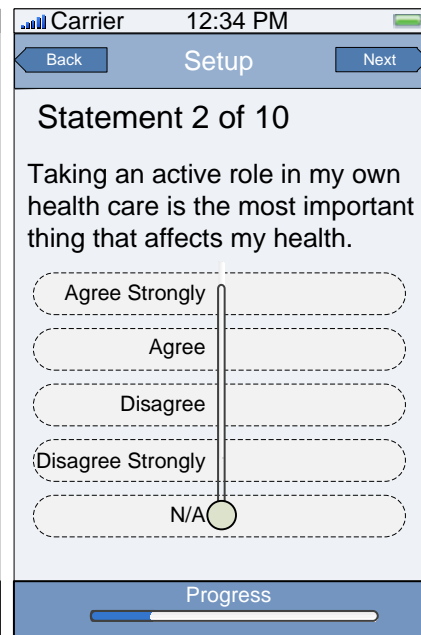 Carrier 12:34 PM
Back Setup Next
Statement 2 of 10
Taking an active role in my own
health care is the most important
thing that affects my health.
Agree Strongly
Agree
Disagree
Disagree Strongly
N/A
Progress